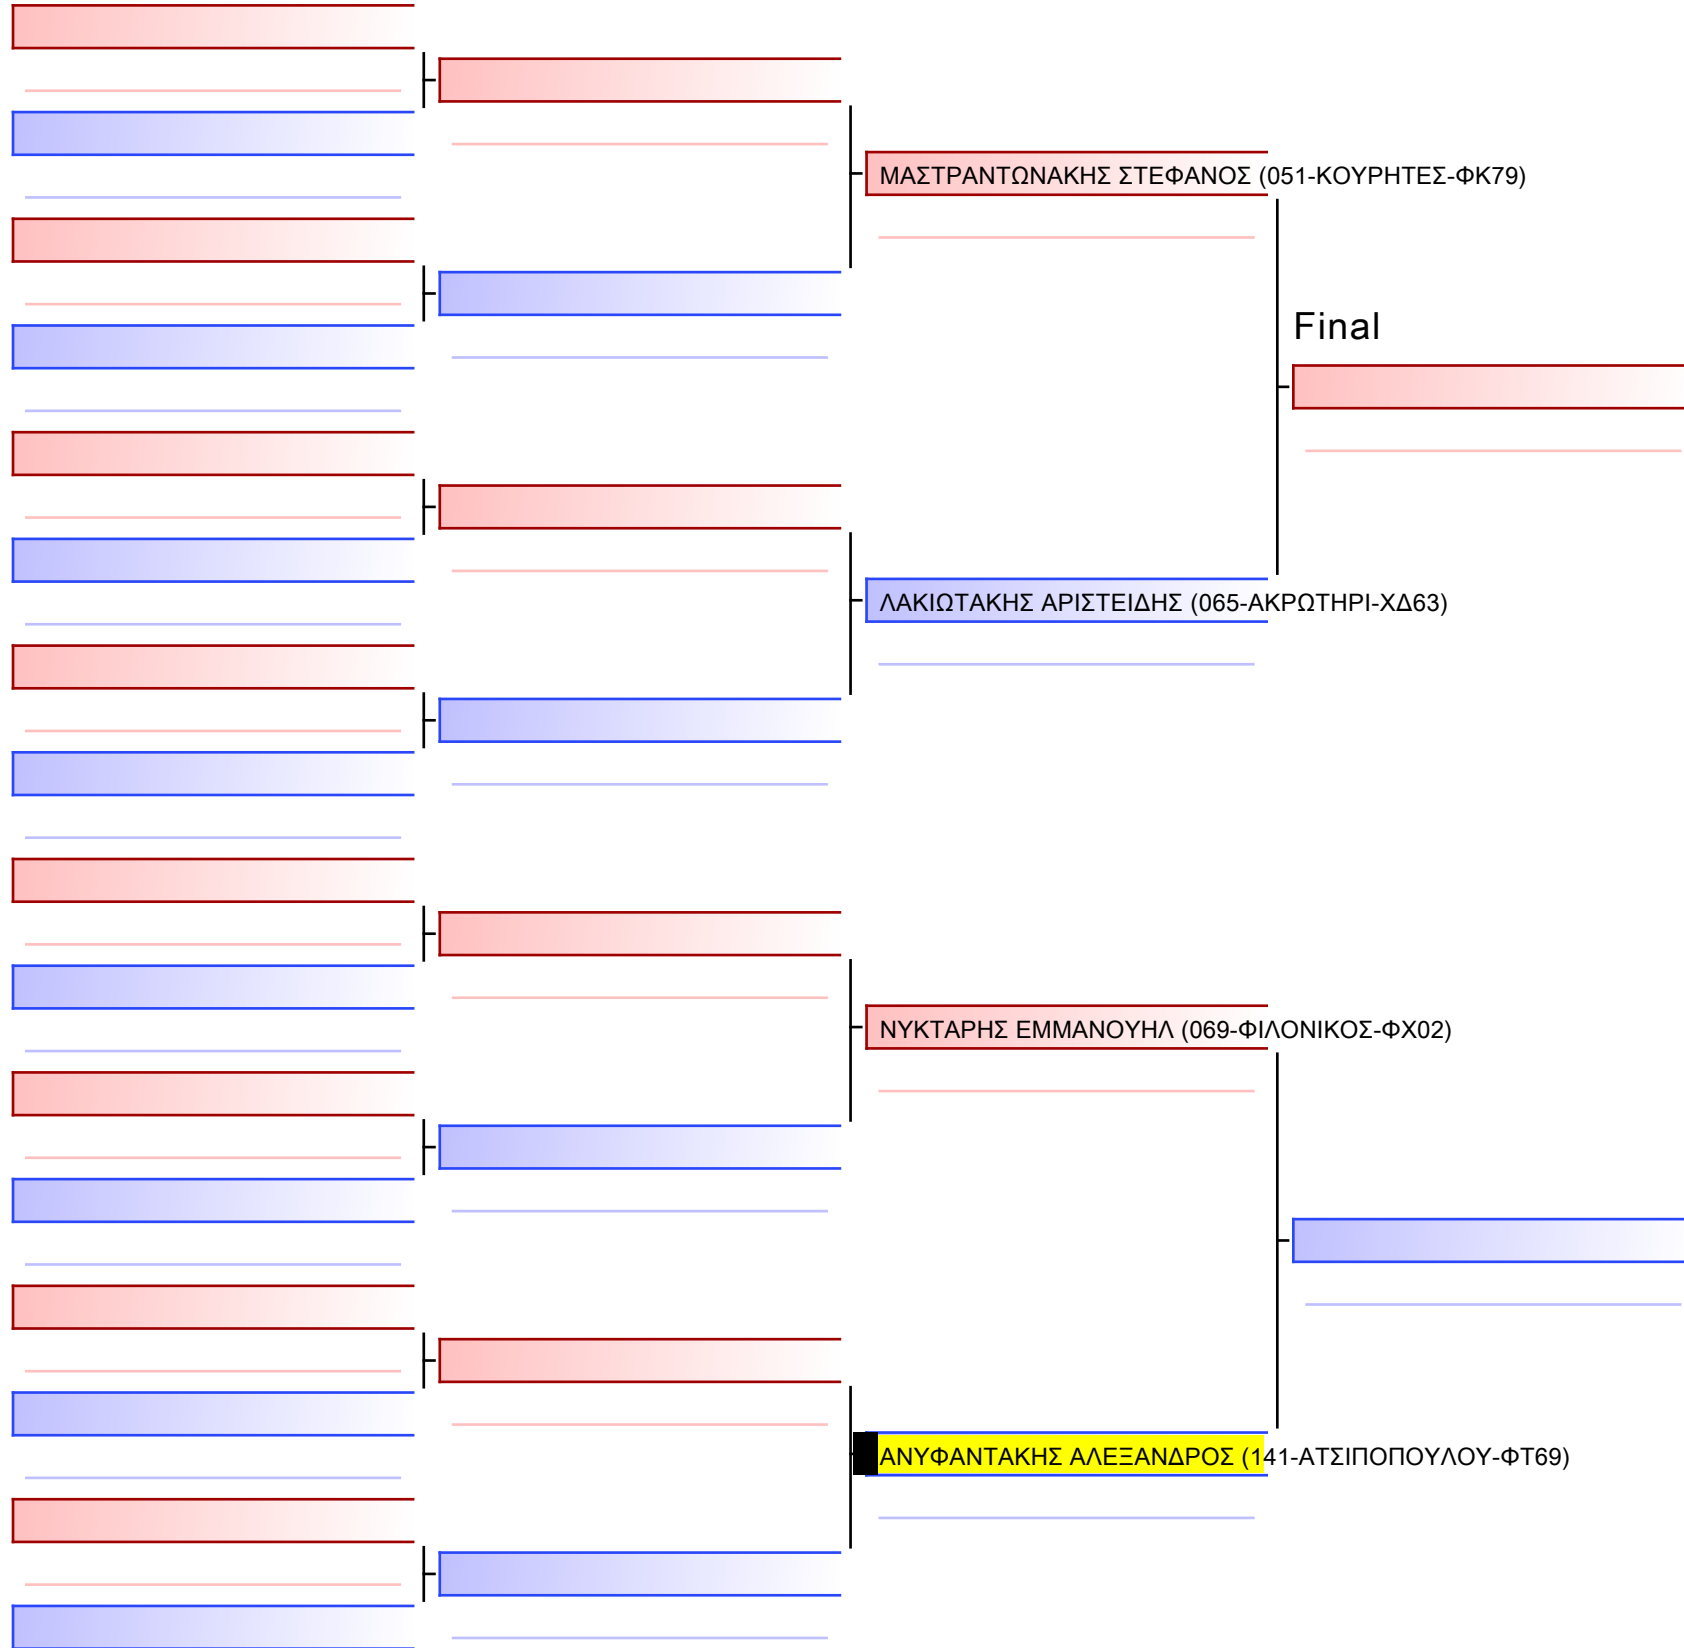 ΜΑΣΤΡΑΝΤΩΝΑΚΗΣ ΣΤΕΦΑΝΟΣ (051-ΚΟΥΡΗΤΕΣ-ΦΚ79)
Final
ΛΑΚΙΩΤΑΚΗΣ ΑΡΙΣΤΕΙΔΗΣ (065-ΑΚΡΩΤΗΡΙ-ΧΔ63)
ΝΥΚΤΑΡΗΣ ΕΜΜΑΝΟΥΗΛ (069-ΦΙΛΟΝΙΚΟΣ-ΦΧ02)
ΑΝΥΦΑΝΤΑΚΗΣ ΑΛΕΞΑΝΔΡΟΣ (141-ΑΤΣΙΠΟΠΟΥΛΟΥ-ΦΤ69)